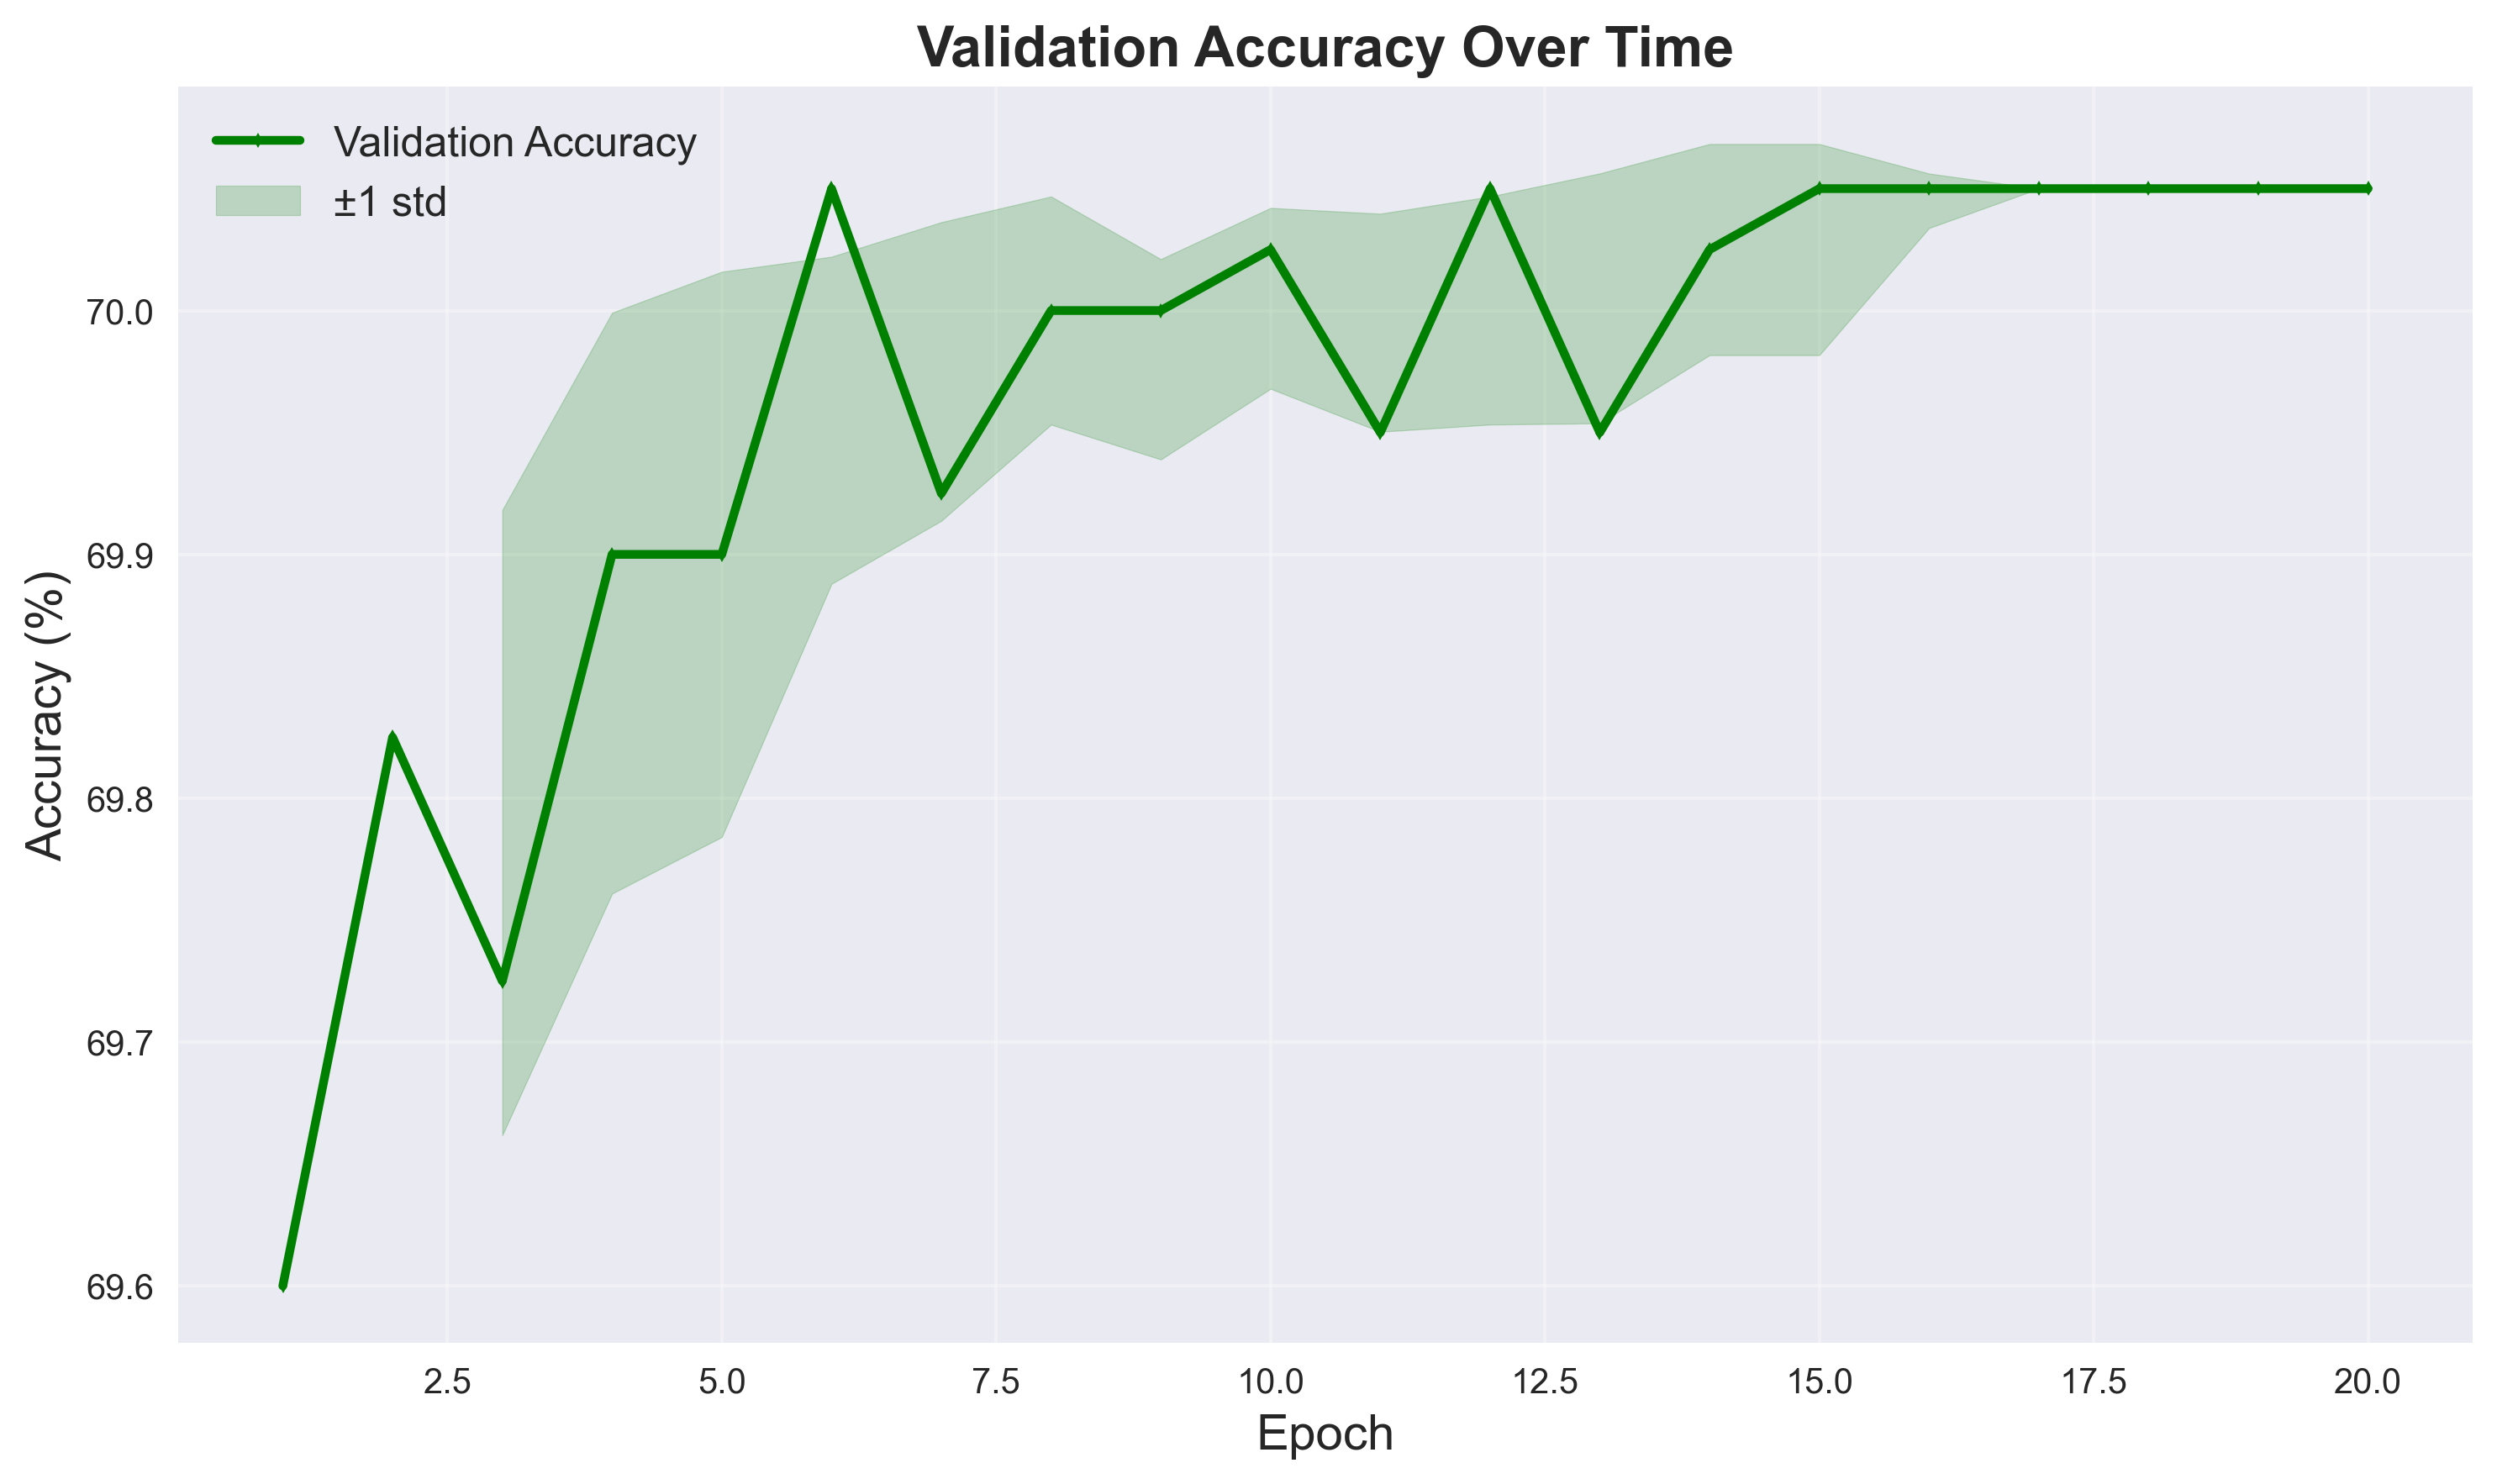 Validation Accuracy Over Time
Validation Accuracy
±1 std
Accuracy (%)
70.0
69.9
69.8
69.7
69.6
2.5 5.0 7.5 10.0 12.5 15.0 17.5 20.0
Epoch